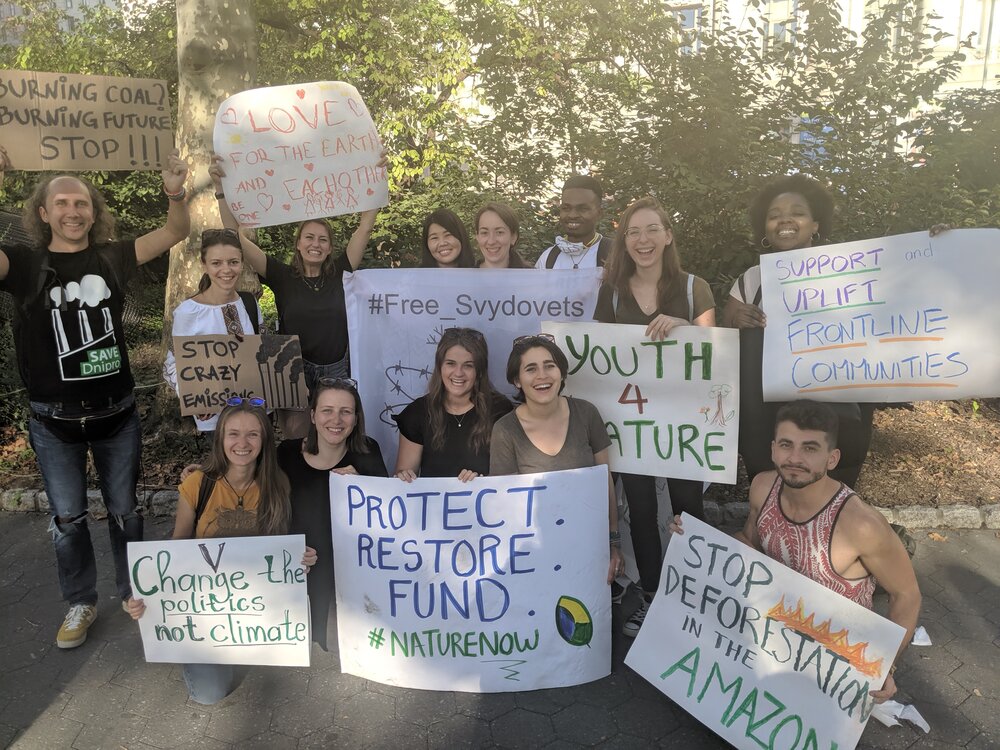 BURNING COAL?
BURNING FUTURE
STOP !!!
LOVE
FOR THE EARTH
AND EACHOTHER
BE
ONE
SAVE
Dnipro
STOP
CRAZY
EMISSIONS
#Free_Svydovets
YOUTH
4
NATURE
SUPPORT and
UPLIFT
FRONTLINE
COMMUNITIES
Change the
politics
not climate
PROTECT.
RESTORE.
FUND.
#NATURENOW
STOP
DEFORESTATION
IN THE
AMAZON